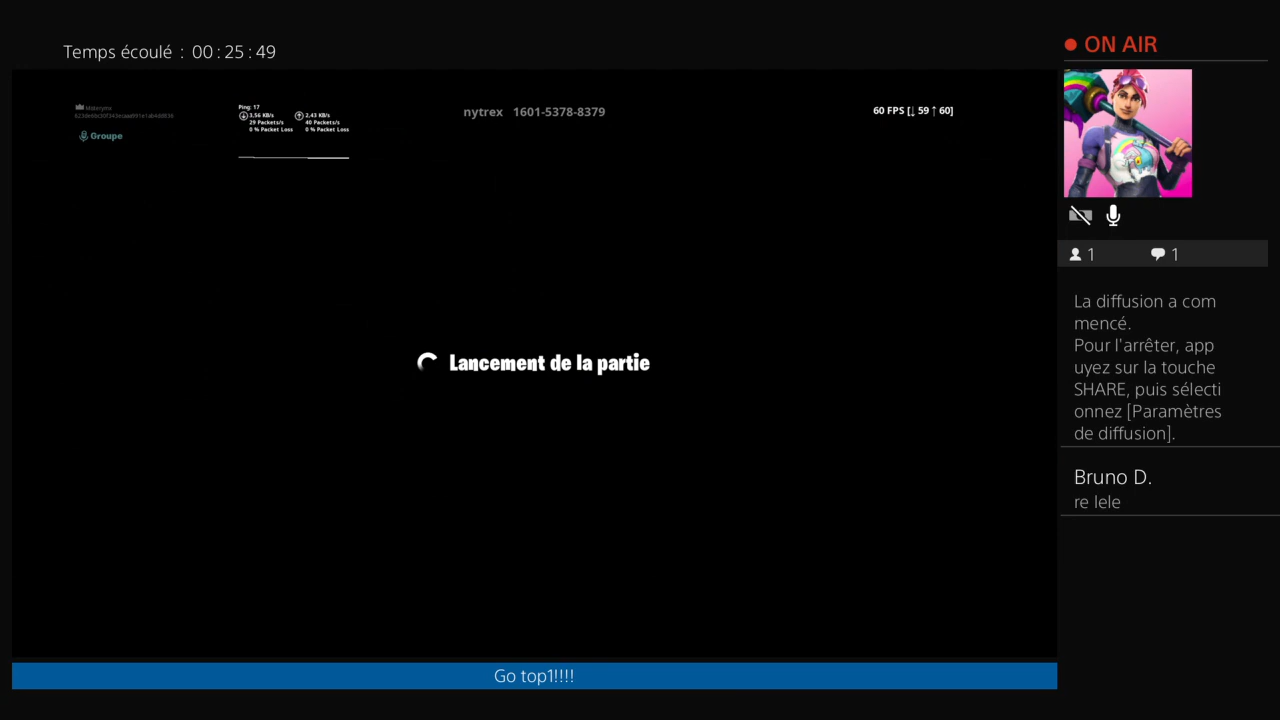 Temps écoulé : 00:25:49
ON AIR
Misterymo
Groupe
Ping: 17
3,56 KB/s
29 Packets/s
0 % Packet Loss
2,43 KB/s
40 Packets/s
0 % Packet Loss
nytrex 1601-5378-8379
60 FPS [↓ 59 ↑ 60]
1
1
La diffusion a com
mencé.
Pour l'arrêter, app
uyez sur la touche
SHARE, puis sélecti
onnez [Paramètres
de diffusion].
Bruno D.
re lele
Lancement de la partie
Go top1!!!!